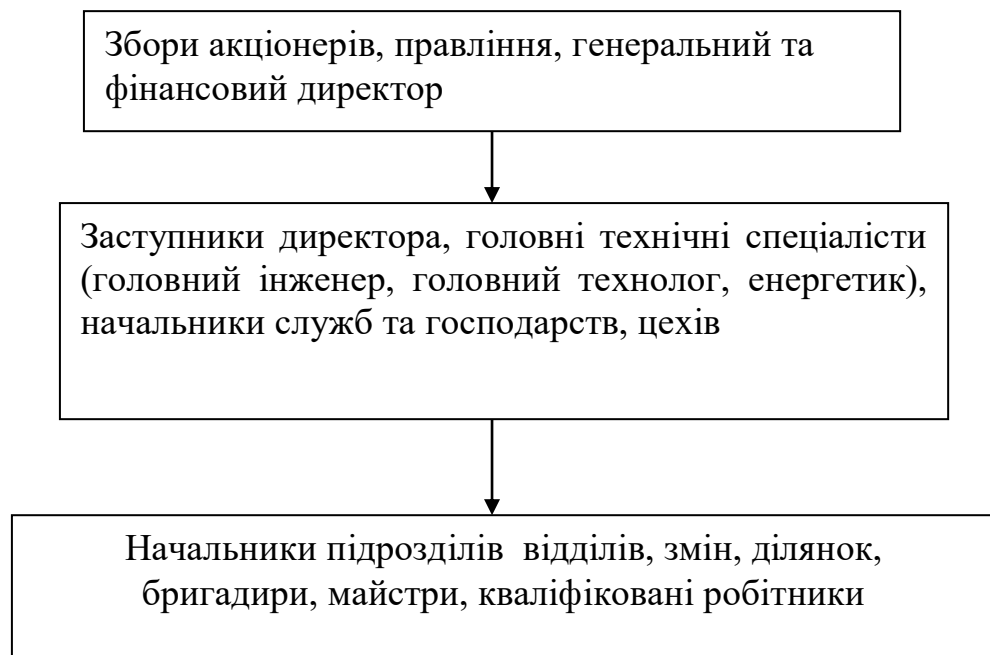 Збори акціонерів, правління, генеральний та
фінансовий директор
Заступники директора, головні технічні спеціалісти
(головний інженер, головний технолог, енергетик),
начальники служб та господарств, цехів
Начальники підрозділів відділів, змін, ділянок,
бригадири, майстри, кваліфіковані робітники